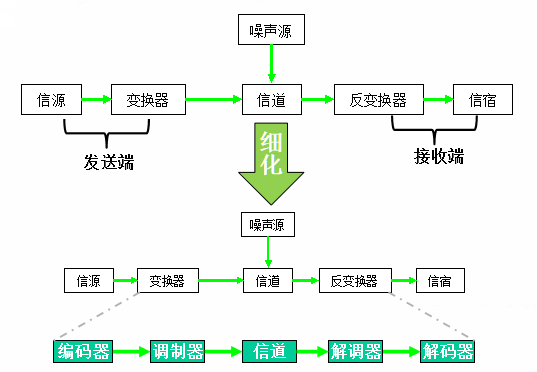 噪声源
信源
变换器
信道
反变换器
信宿
发送端
接收端
细化
噪声源
信源
变换器
信道
反变换器
信宿
编码器
调制器
信道
解调器
解码器